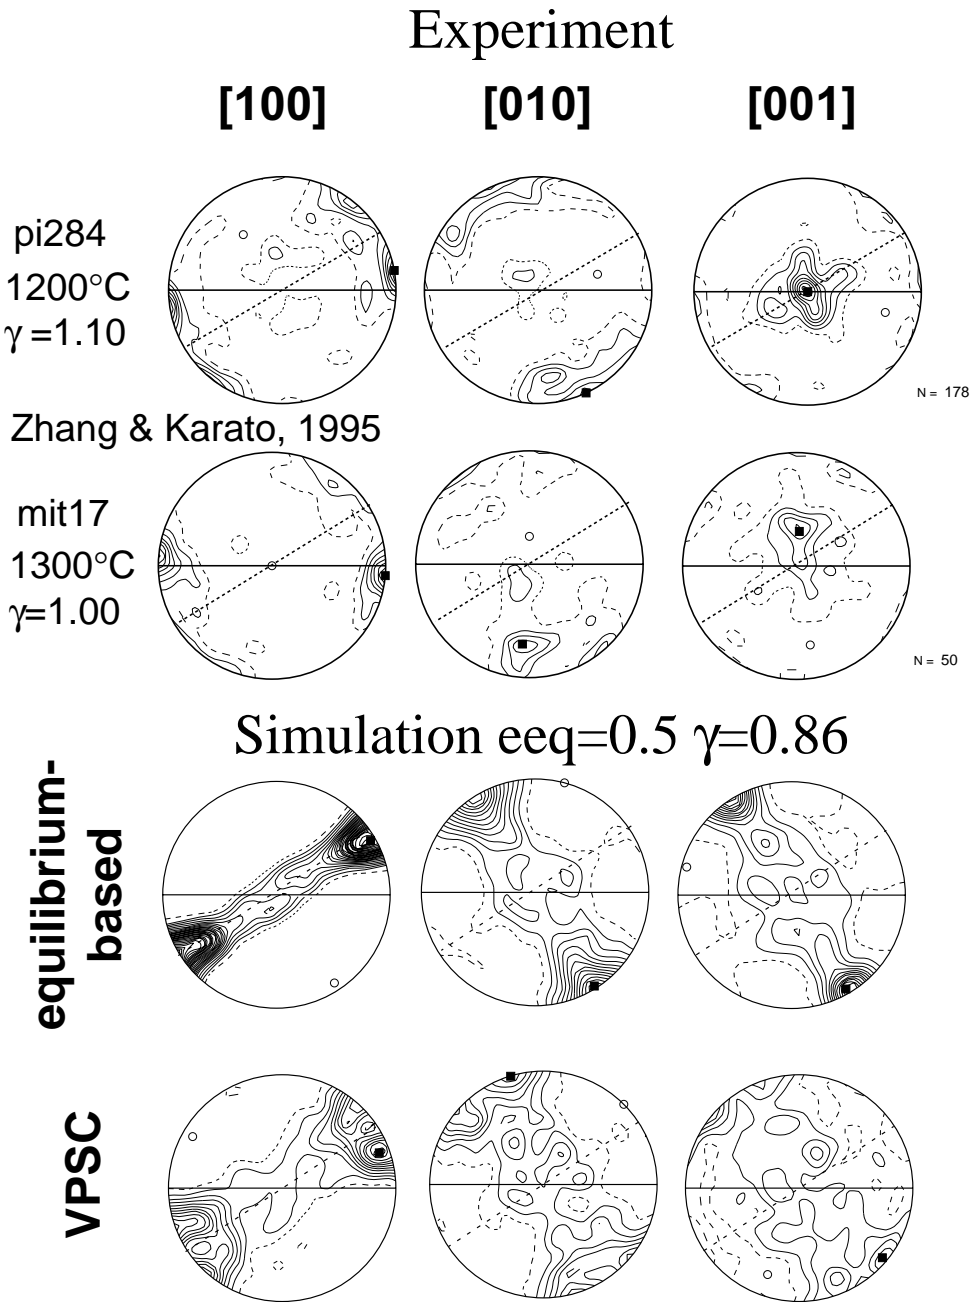 Experiment
[100] [010] [001]
pi284
1200°C
γ =1.10
N = 178
Zhang & Karato, 1995
mit17
1300°C
γ=1.00
N = 50
Simulation eeq=0.5 γ=0.86
equilibrium-
based
VPSC